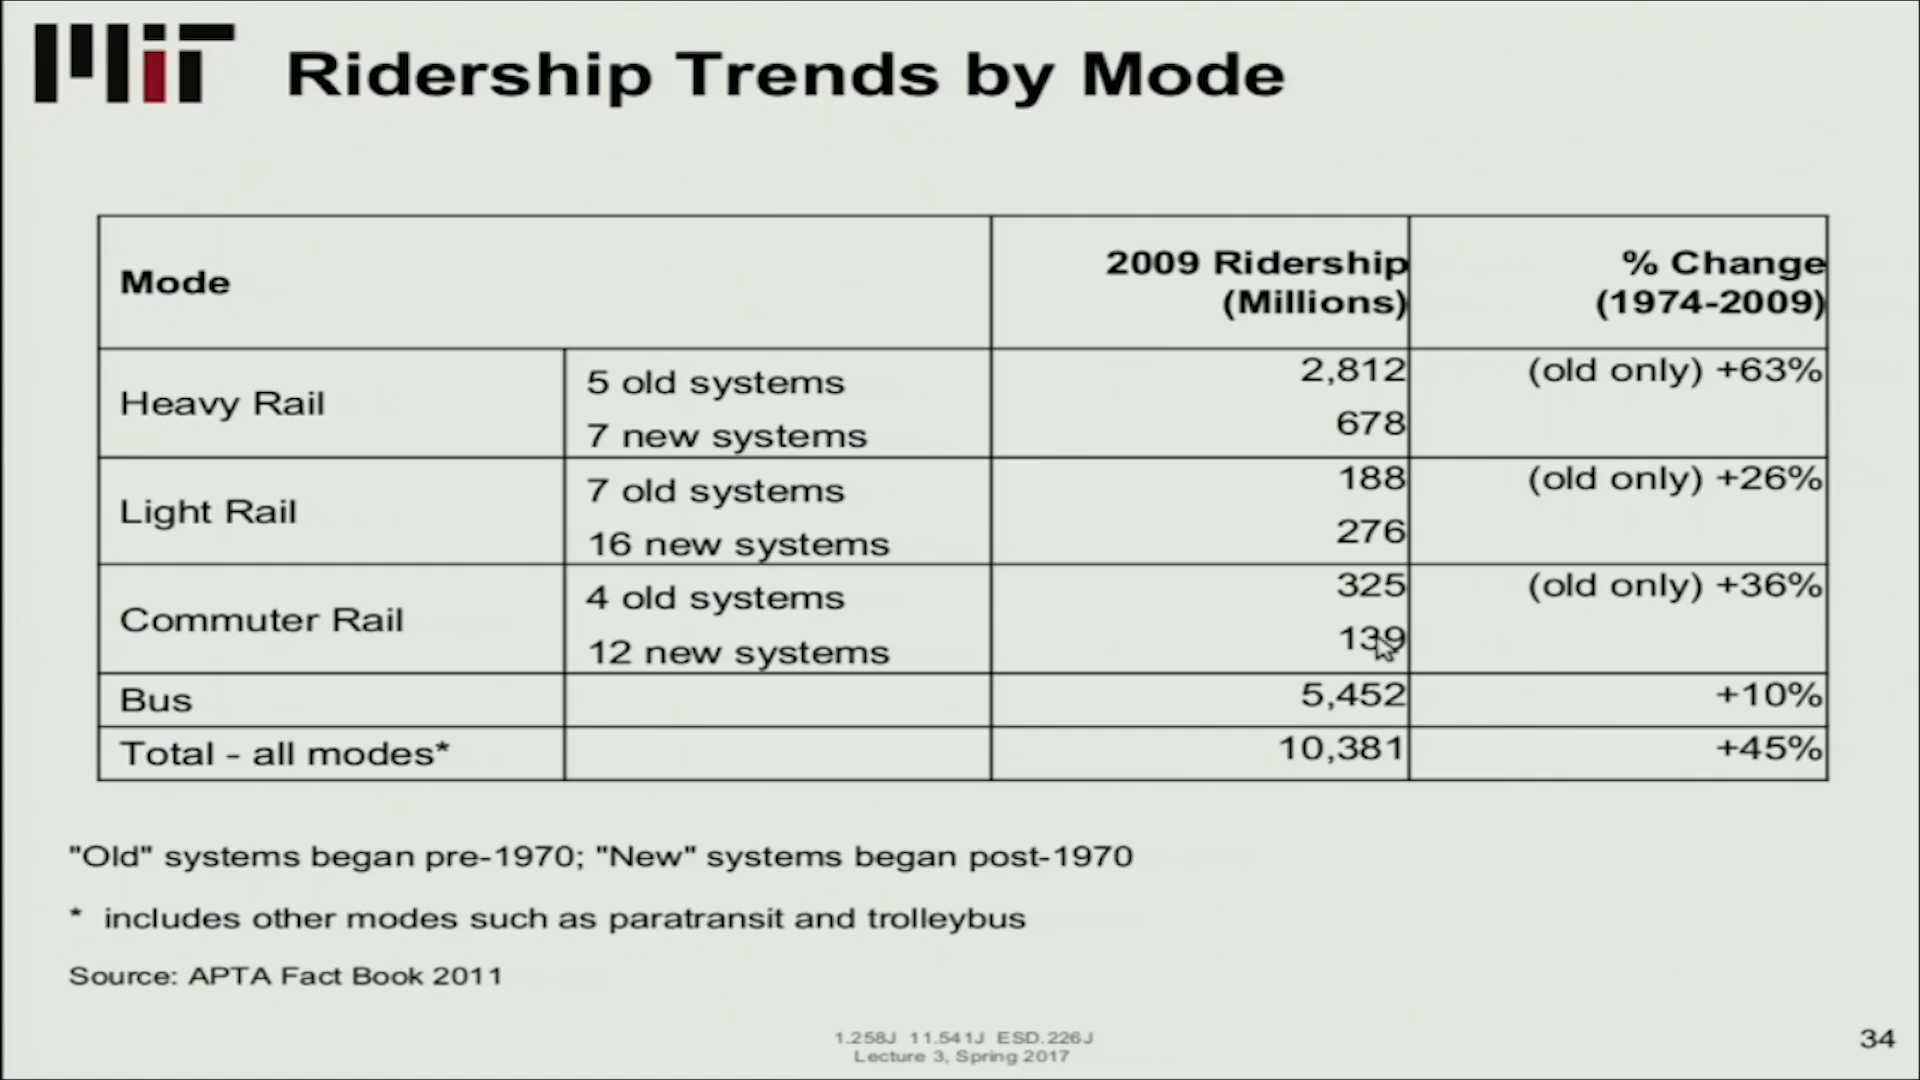 MIT
Ridership Trends by Mode
Mode
2009 Ridership
(Millions)
% Change
(1974-2009)
Heavy Rail
5 old systems
2,812
(old only) +63%
7 new systems
678
Light Rail
7 old systems
188
(old only) +26%
16 new systems
276
Commuter Rail
4 old systems
325
(old only) +36%
12 new systems
139
Bus
5,452
+10%
Total - all modes*
10,381
+45%
"Old" systems began pre-1970; "New" systems began post-1970
* includes other modes such as paratransit and trolleybus
Source: APTA Fact Book 2011
1.258J 11.541J ESD.226J
Lecture 3, Spring 2017
34